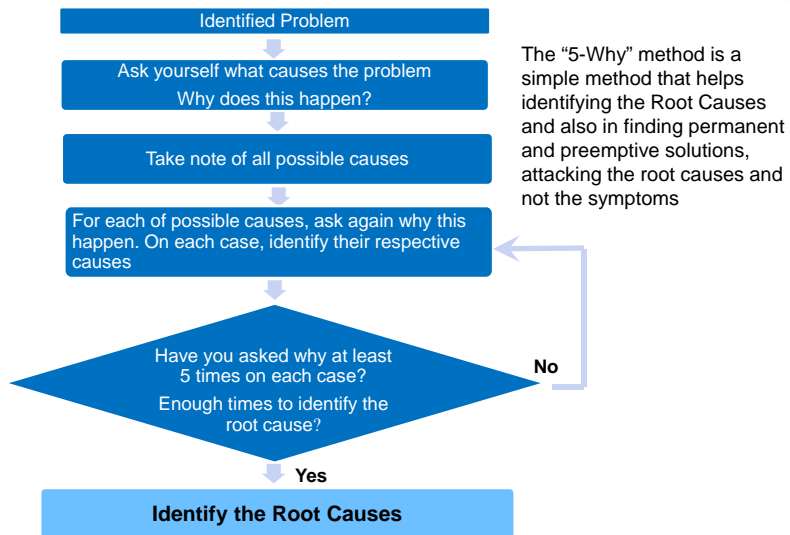 Identified Problem
Ask yourself what causes the problem
Why does this happen?
Take note of all possible causes
For each of possible causes, ask again why this
happen. On each case, identify their respective
causes
Have you asked why at least
5 times on each case?
Enough times to identify the
root cause?
No
Yes
Identify the Root Causes
The “5-Why” method is a
simple method that helps
identifying the Root Causes
and also in finding permanent
and preemptive solutions,
attacking the root causes and
not the symptoms